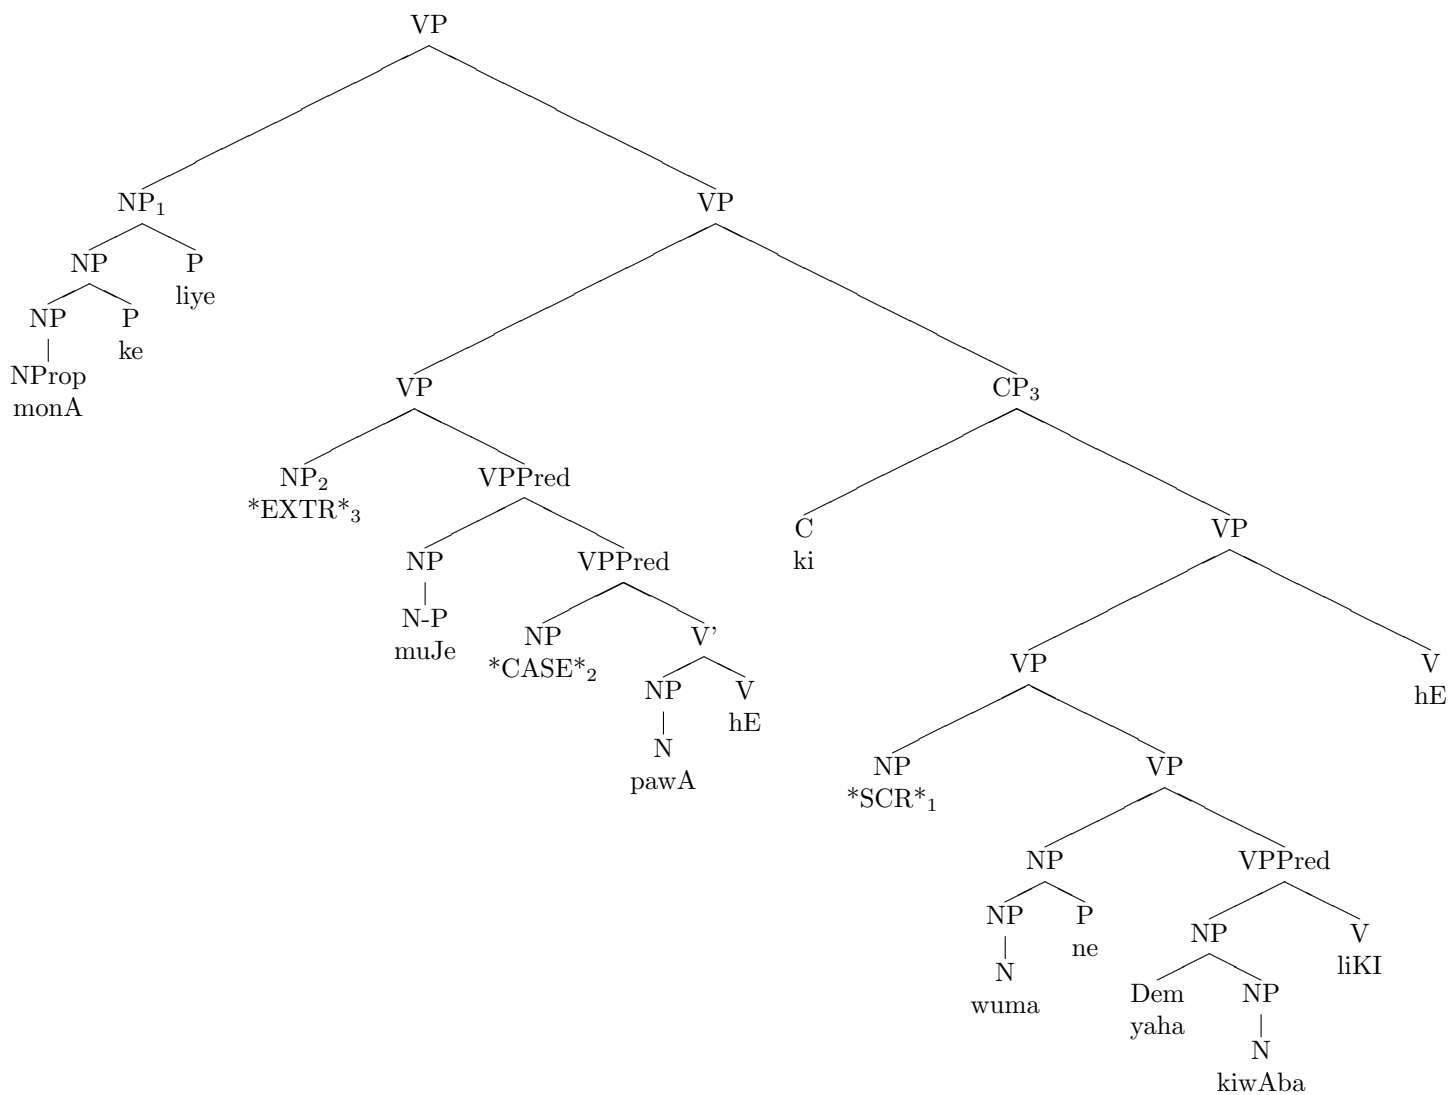 VP
NP₁ VP
NP P
liye
NP P
ke
NProp
monA
VP CP₃
NP₂ VPPred
*EXTR*₃
C VP
ki
NP VPPred
N-P
muJe
NP V'
*CASE*₂
VP V
hE
NP V
hE
N
pawA
NP VP
*SCR*₁
NP VPPred
NP P
ne
NP V
liKI
N
wuma
Dem NP
yaha
N
kiwAba